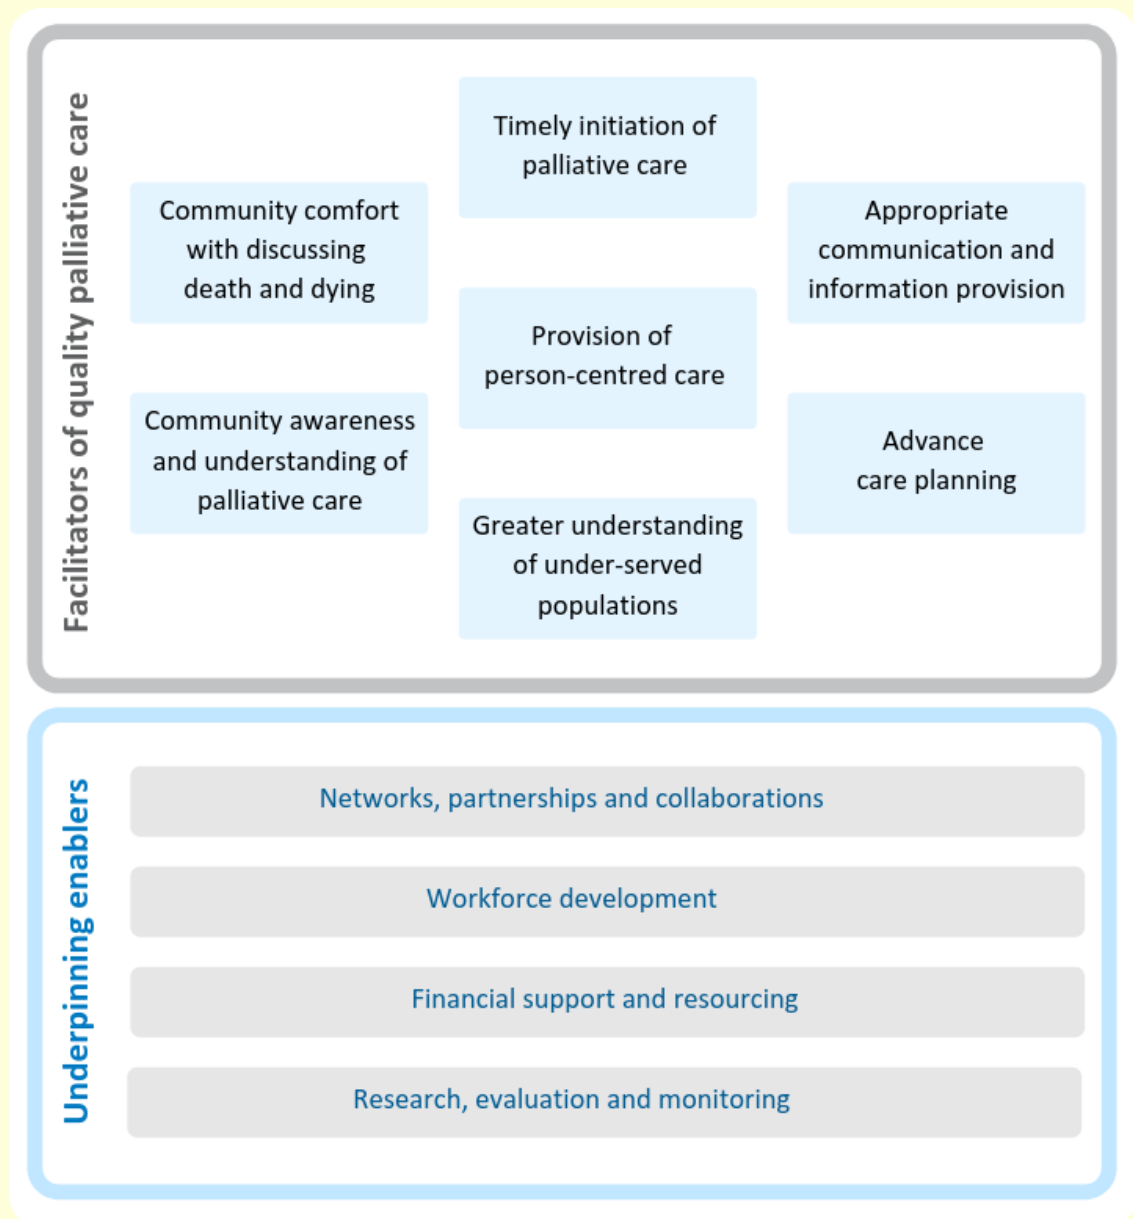 Facilitators of quality palliative care
Timely initiation of
palliative care
Community comfort
with discussing
death and dying
Appropriate
communication and
information provision
Provision of
person-centred care
Community awareness
and understanding of
palliative care
Advance
care planning
Greater understanding
of under-served
populations
Underpinning enablers
Networks, partnerships and collaborations
Workforce development
Financial support and resourcing
Research, evaluation and monitoring